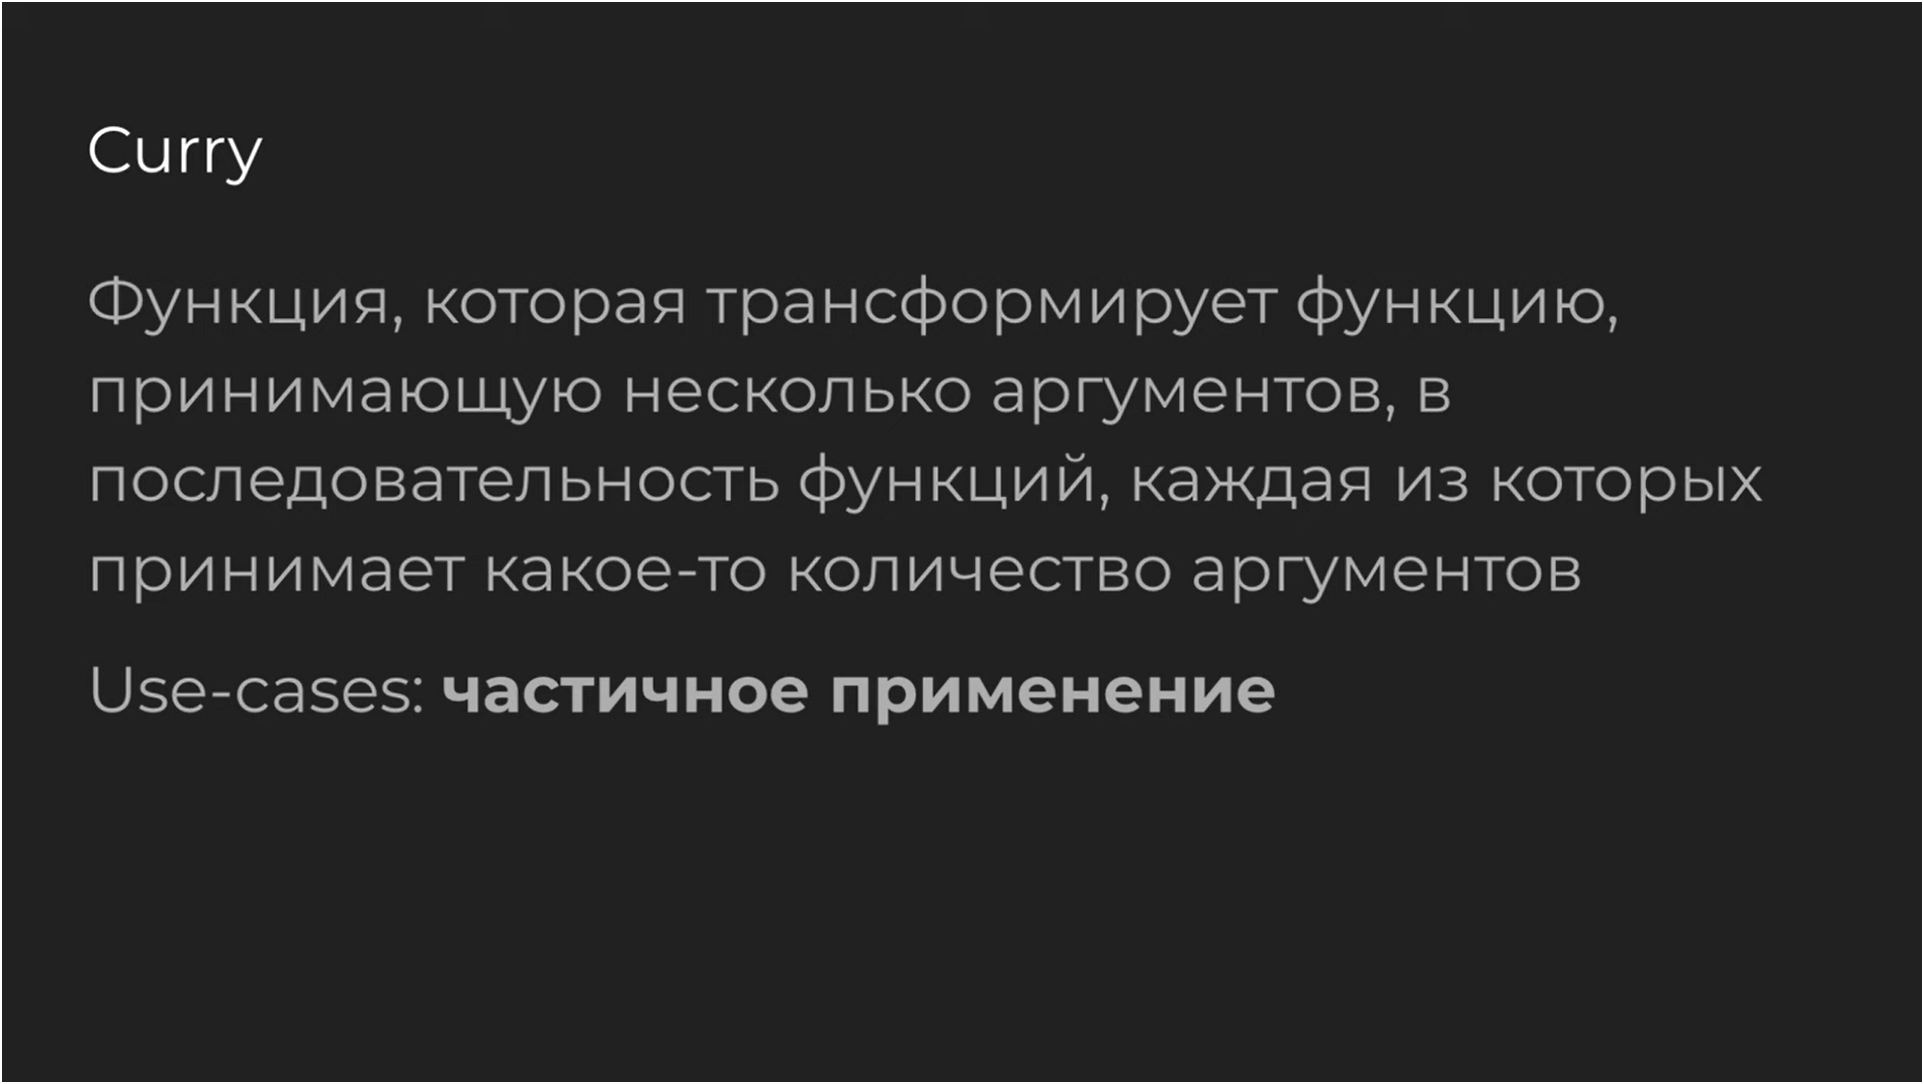 Curry
Функция, которая трансформирует функцию,
принимающую несколько аргументов, в
последовательность функций, каждая из которых
принимает какое-то количество аргументов
Use-cases: частичное применение